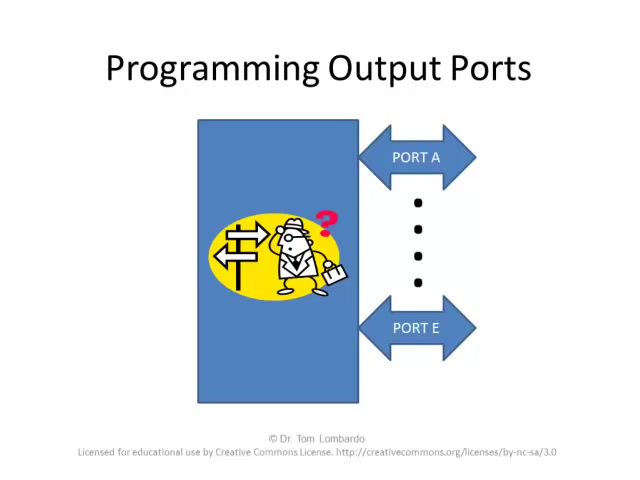 Programming Output Ports
PORT A
?
PORT E
© Dr. Tom Lombardo
Licensed for educational use by Creative Commons License. http://creativecommons.org/licenses/by-nc-sa/3.0